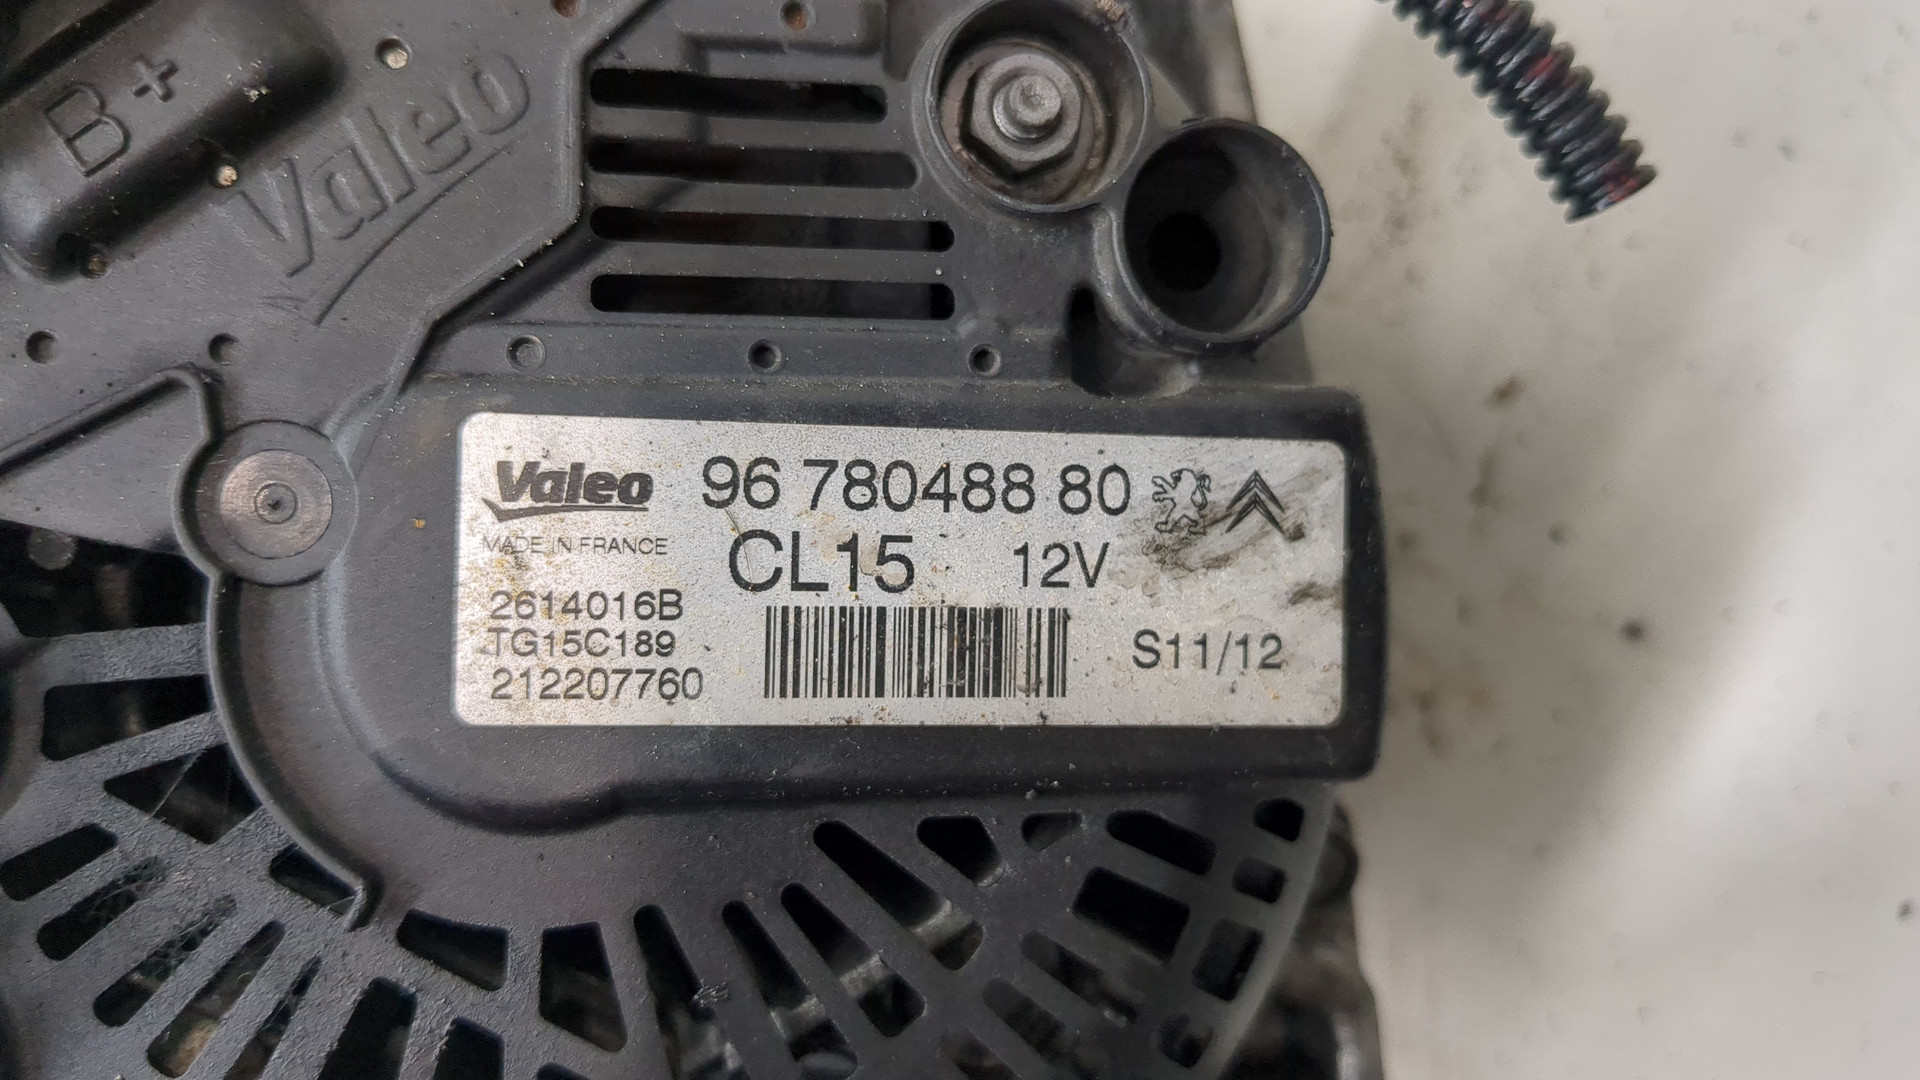 B+
Valeo
Valeo 96 780488 80
MADE IN FRANCE CL15 12V
2614016B
TG15C189 S11/12
212207760